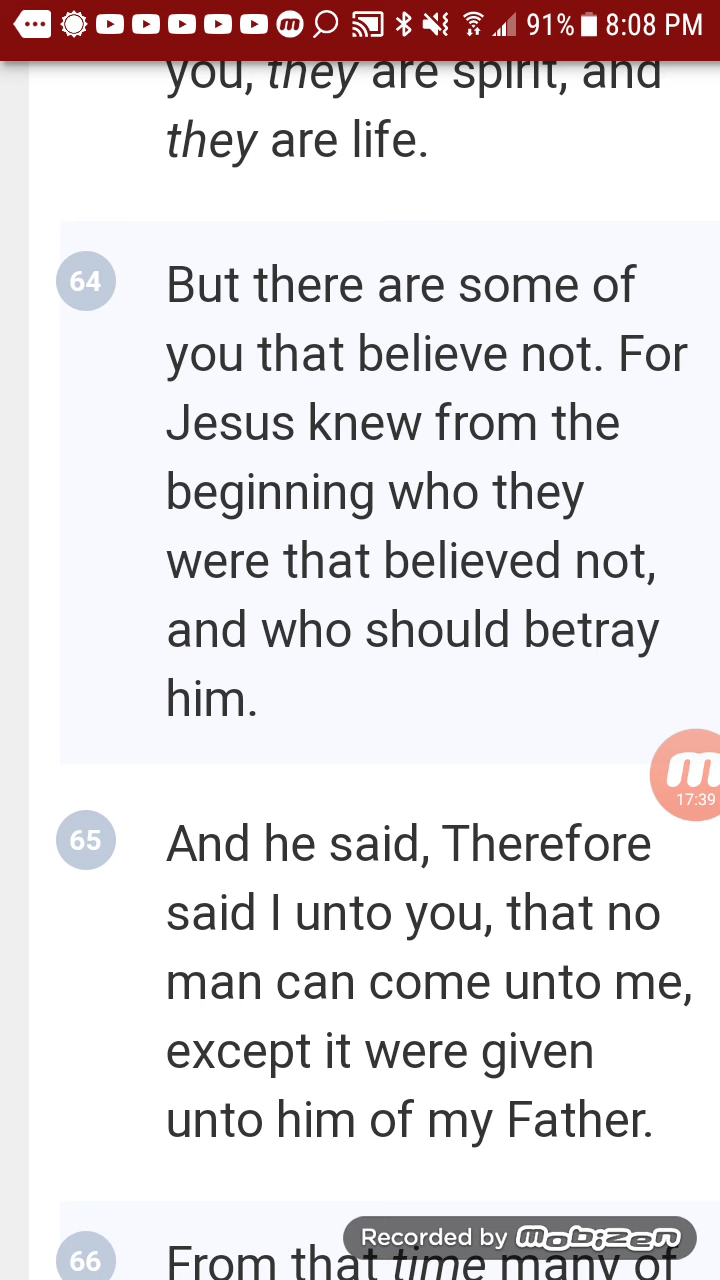 91% 8:08 PM
you, they are spirit, and
they are life.
64 But there are some of
you that believe not. For
Jesus knew from the
beginning who they
were that believed not,
and who should betray
him.
17:39
65 And he said, Therefore
said I unto you, that no
man can come unto me,
except it were given
unto him of my Father.
Recorded by mobizen
66 From that time many of